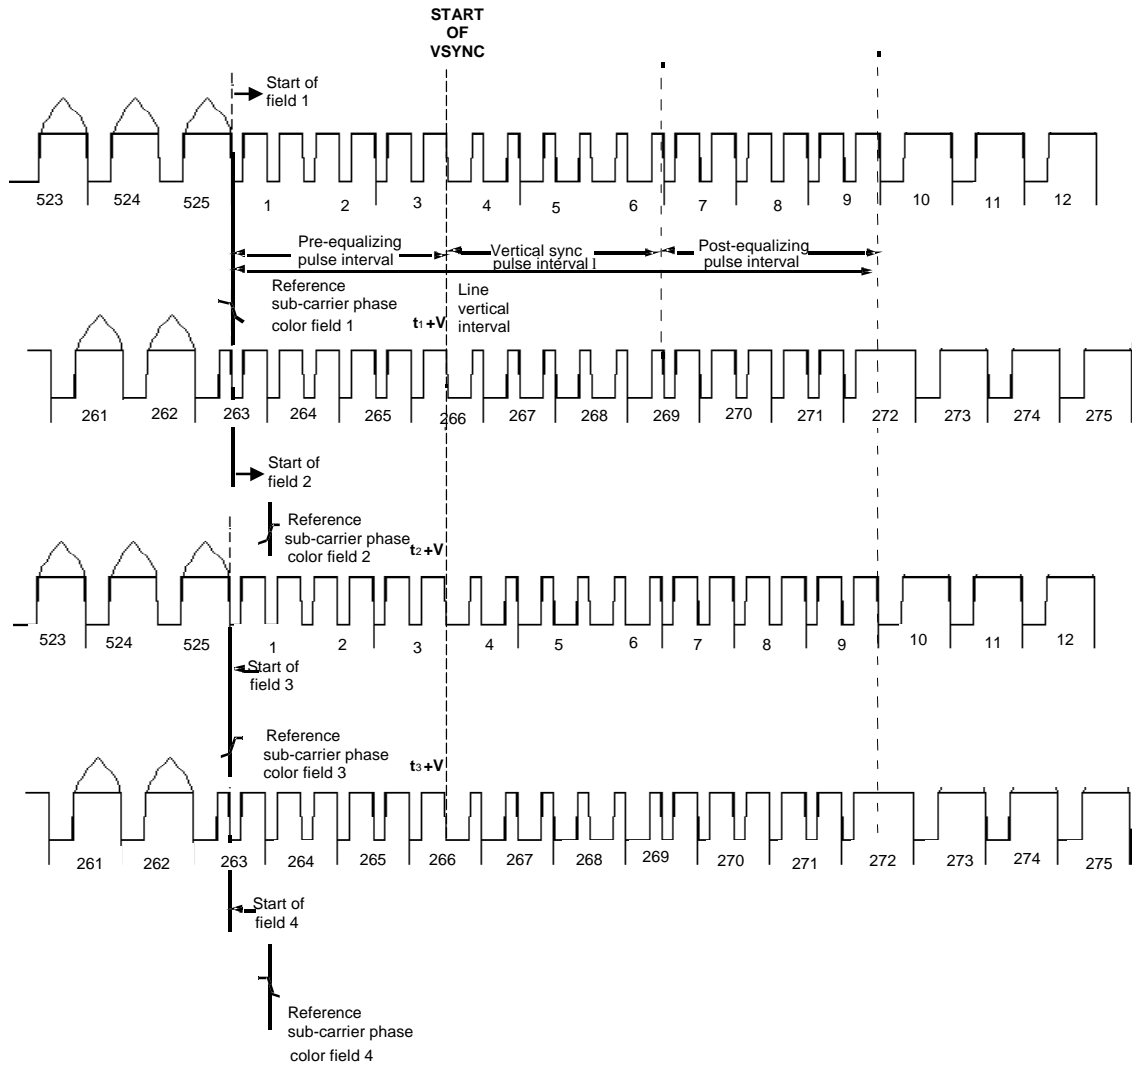 START
OF
VSYNC
Start of
field 1
523 524 525 1 2 3 4 5 6 7 8 9 10 11 12
Pre-equalizing
pulse interval
Vertical sync
pulse interval l
Post-equalizing
pulse interval
Reference
sub-carrier phase
color field 1
t1+V
Line
vertical
interval
261 262 263 264 265 266 267 268 269 270 271 272 273 274 275
Start of
field 2
Reference
sub-carrier phase
color field 2
t2+V
523 524 525 1 2 3 4 5 6 7 8 9 10 11 12
Start of
field 3
Reference
sub-carrier phase
color field 3
t3+V
261 262 263 264 265 266 267 268 269 270 271 272 273 274 275
Start of
field 4
Reference
sub-carrier phase
color field 4